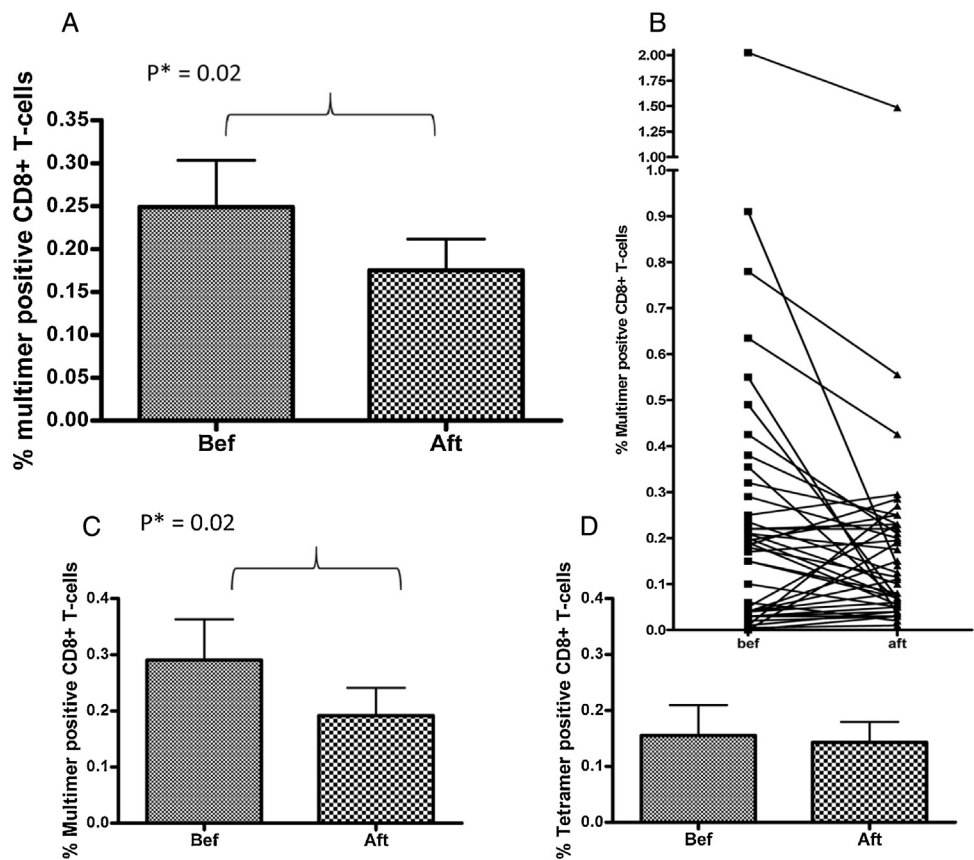 A
P* = 0.02
% multimer positive CD8+ T-cells
0.35
0.30
0.25
0.20
0.15
0.10
0.05
0.00
Bef
Aft
B
% Multimer positve CD8+ T-cells
2.00
1.75
1.50
1.25
1.00
1.0
0.9
0.8
0.7
0.6
0.5
0.4
0.3
0.2
0.1
0.0
bef
aft
C
P* = 0.02
% Multimer positive CD8+ T-cells
0.4
0.3
0.2
0.1
0.0
Bef
Aft
D
% Tetramer positive CD8+ T-cells
0.4
0.3
0.2
0.1
0.0
Bef
Aft